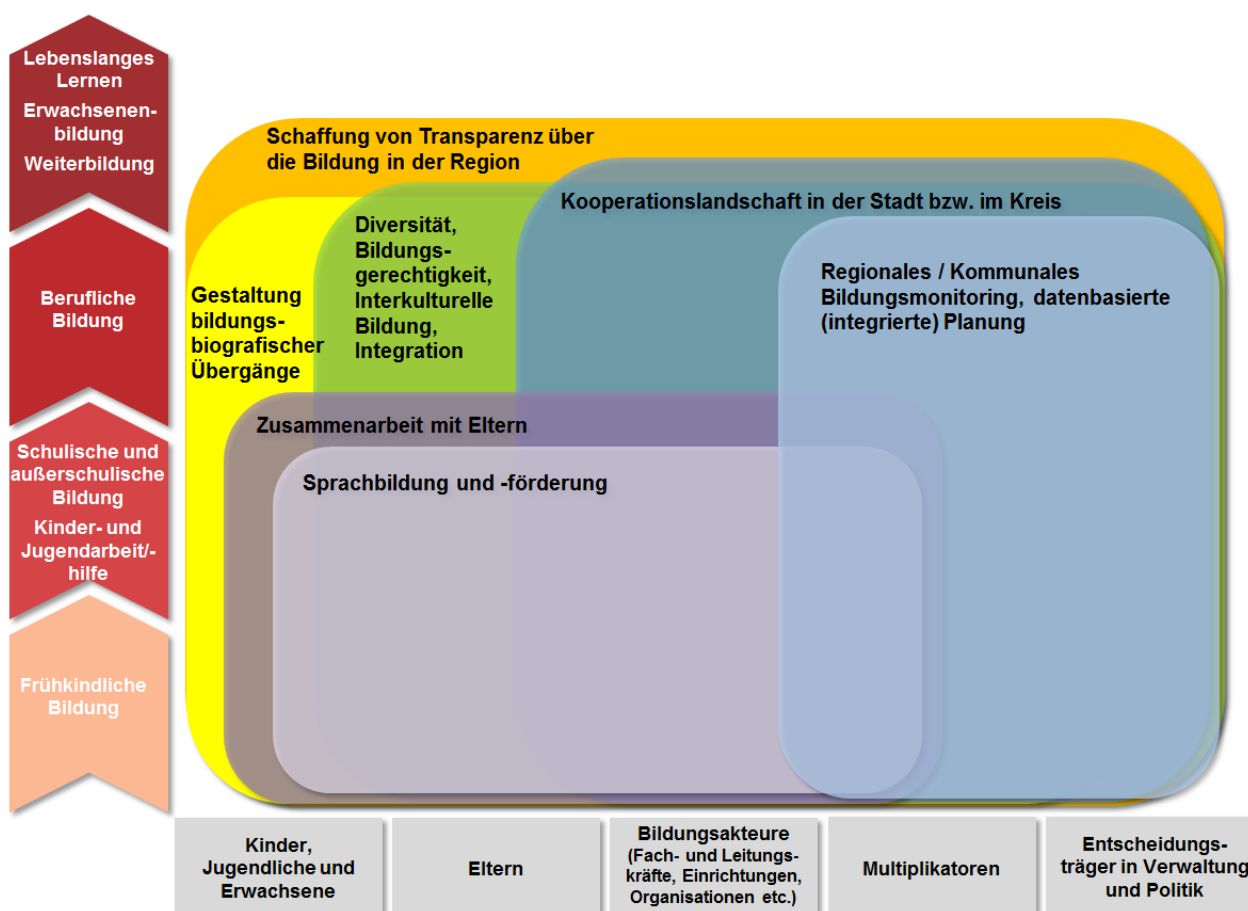 Lebenslanges
Lernen
Erwachsenen-
bildung
Weiterbildung
Berufliche
Bildung
Schulische und
außerschulische
Bildung
Kinder- und
Jugendarbeit/-
hilfe
Frühkindliche
Bildung
Schaffung von Transparenz über
die Bildung in der Region
Kooperationslandschaft in der Stadt bzw. im Kreis
Diversität,
Bildungs-
gerechtigkeit,
Interkulturelle
Bildung,
Integration
Regionales / Kommunales
Bildungsmonitoring, datenbasierte
(integrierte) Planung
Gestaltung
bildungs-
biografischer
Übergänge
Zusammenarbeit mit Eltern
Sprachbildung und -förderung
Kinder,
Jugendliche und
Erwachsene
Eltern
Bildungsakteure
(Fach- und Leitungs-
kräfte, Einrichtungen,
Organisationen etc.)
Multiplikatoren
Entscheidungs-
träger in Verwaltung
und Politik